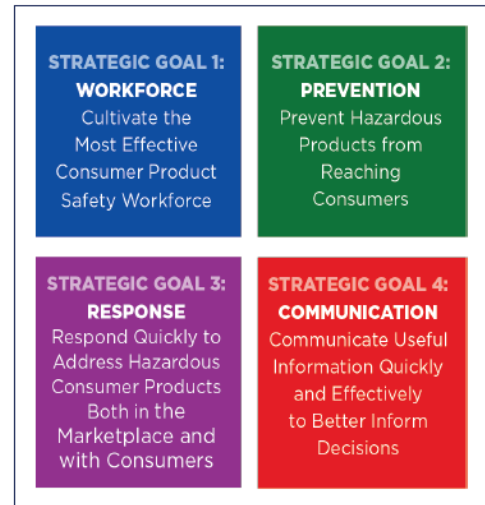 STRATEGIC GOAL 1:
WORKFORCE
Cultivate the
Most Effective
Consumer Product
Safety Workforce
STRATEGIC GOAL 2:
PREVENTION
Prevent Hazardous
Products from
Reaching
Consumers
STRATEGIC GOAL 3:
RESPONSE
Respond Quickly to
Address Hazardous
Consumer Products
Both in the
Marketplace and
with Consumers
STRATEGIC GOAL 4:
COMMUNICATION
Communicate Useful
Information Quickly
and Effectively
to Better Inform
Decisions